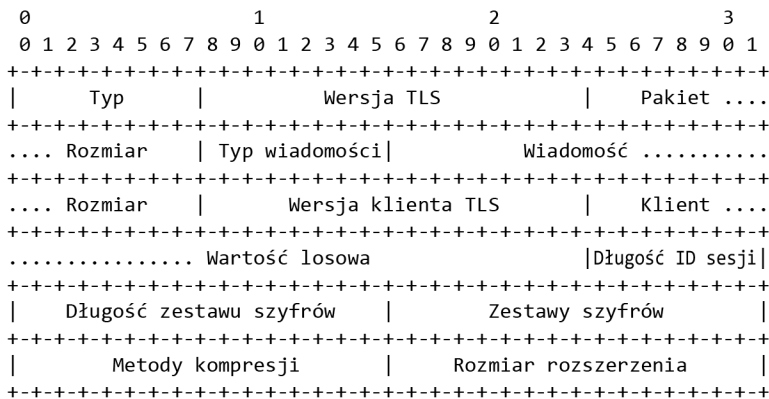 0                   1                   2                   3
0 1 2 3 4 5 6 7 8 9 0 1 2 3 4 5 6 7 8 9 0 1 2 3 4 5 6 7 8 9 0 1
+-+-+-+-+-+-+-+-+-+-+-+-+-+-+-+-+-+-+-+-+-+-+-+-+-+-+-+-+-+-+-+-+
| Typ | Wersja TLS | Pakiet ....
+-+-+-+-+-+-+-+-+-+-+-+-+-+-+-+-+-+-+-+-+-+-+-+-+-+-+-+-+-+-+-+-+
.... Rozmiar | Typ wiadomości| Wiadomość ...........
+-+-+-+-+-+-+-+-+-+-+-+-+-+-+-+-+-+-+-+-+-+-+-+-+-+-+-+-+-+-+-+-+
.... Rozmiar | Wersja klienta TLS | Klient ....
+-+-+-+-+-+-+-+-+-+-+-+-+-+-+-+-+-+-+-+-+-+-+-+-+-+-+-+-+-+-+-+-+
................ Wartość losowa |Długość ID sesji|
+-+-+-+-+-+-+-+-+-+-+-+-+-+-+-+-+-+-+-+-+-+-+-+-+-+-+-+-+-+-+-+-+
| Długość zestawu szyfrów | Zestawy szyfrów |
+-+-+-+-+-+-+-+-+-+-+-+-+-+-+-+-+-+-+-+-+-+-+-+-+-+-+-+-+-+-+-+-+
| Metody kompresji | Rozmiar rozszerzenia |
+-+-+-+-+-+-+-+-+-+-+-+-+-+-+-+-+-+-+-+-+-+-+-+-+-+-+-+-+-+-+-+-+